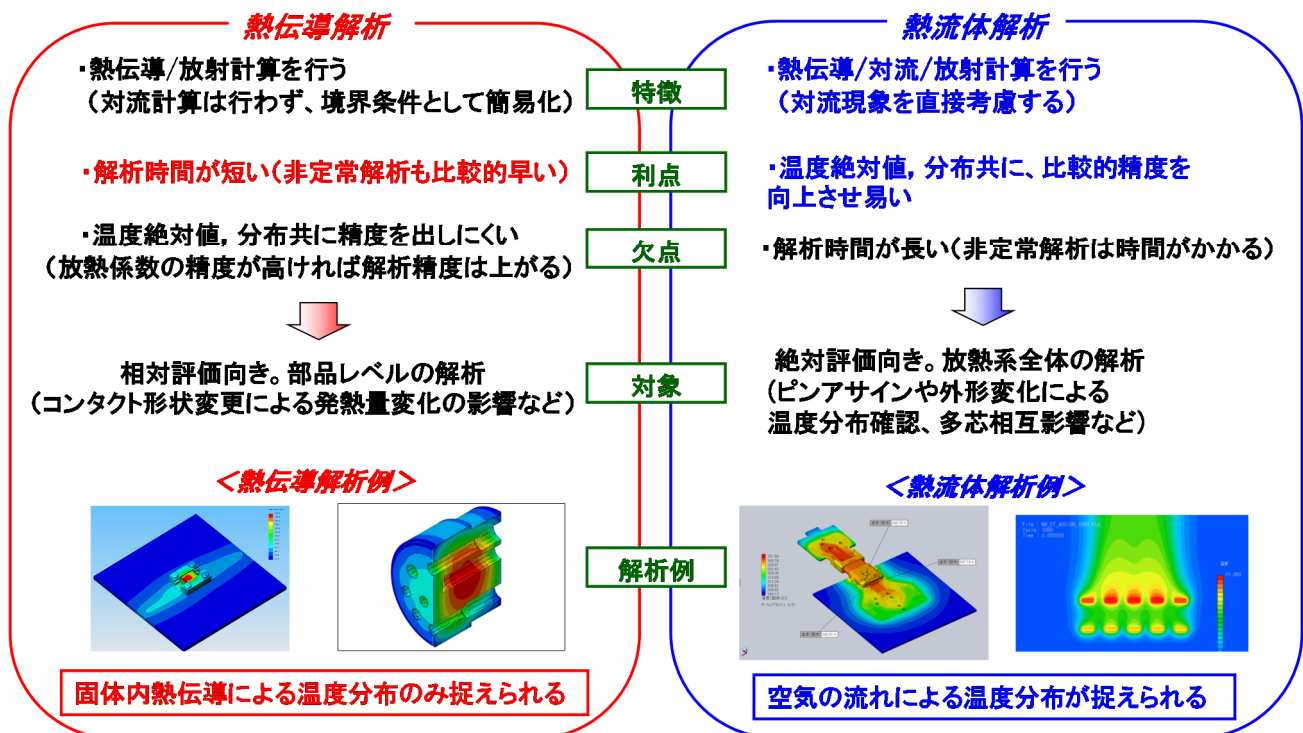 熱伝導解析
・熱伝導/放射計算を行う
（対流計算は行わず、境界条件として簡易化）
・解析時間が短い（非定常解析も比較的早い）
・温度絶対値，分布共に精度を出しにくい
（放熱係数の精度が高ければ解析精度は上がる）
相対評価向き。部品レベルの解析
（コンタクト形状変更による発熱量変化の影響など）
＜熱伝導解析例＞
固体内熱伝導による温度分布のみ捉えられる
特徴
利点
欠点
対象
解析例
熱流体解析
・熱伝導/対流/放射計算を行う
（対流現象を直接考慮する）
・温度絶対値，分布共に、比較的精度を
向上させ易い
・解析時間が長い（非定常解析は時間がかかる）
絶対評価向き。放熱系全体の解析
（ピンアサインや外形変化による
温度分布確認、多芯相互影響など）
＜熱流体解析例＞
空気の流れによる温度分布が捉えられる